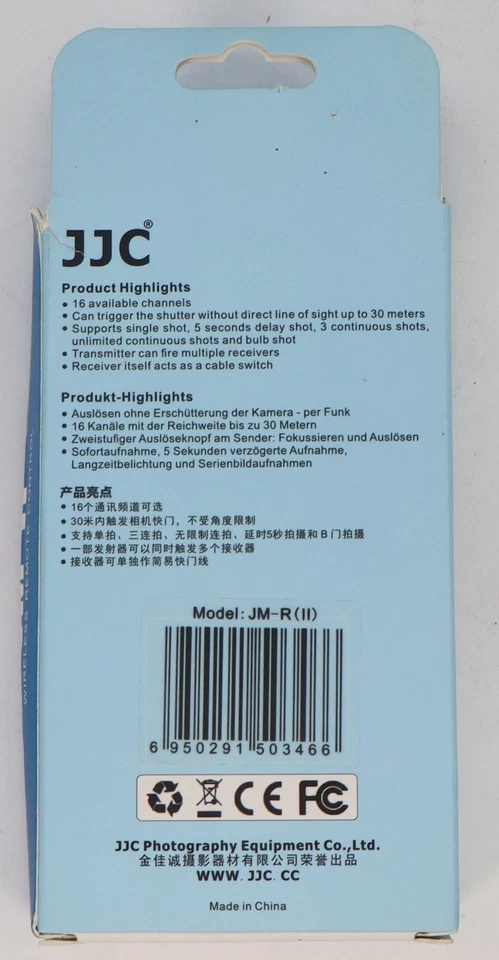 JJC®
Product Highlights
• 16 available channels
• Can trigger the shutter without direct line of sight up to 30 meters
• Supports single shot, 5 seconds delay shot, 3 continuous shots,
unlimited continuous shots and bulb shot
• Transmitter can fire multiple receivers
• Receiver itself acts as a cable switch
Produkt-Highlights
• Auslösen ohne Erschütterung der Kamera - per Funk
• 16 Kanäle mit der Reichweite bis zu 30 Metern
• Zweistufiger Auslöseknopf am Sender: Fokussieren und Auslösen
• Sofortaufnahme, 5 Sekunden verzögerte Aufnahme,
Langzeitbelichtung und Serienbildaufnahmen
产品亮点
• 16个通讯频道可选
• 30米内触发相机快门，不受角度限制
• 支持单拍、三连拍、无限制连拍、延时5秒拍摄和B门拍摄
• 一部发射器可以同时触发多个接收器
• 接收器可单独作简易快门线
WIRELESS REMOTE CONTROL
Model: JM-R(II)
6 950291 503466
CE FC
JJC Photography Equipment Co.,Ltd.
金佳诚摄影器材有限公司荣誉出品
WWW. JJC. CC
Made in China